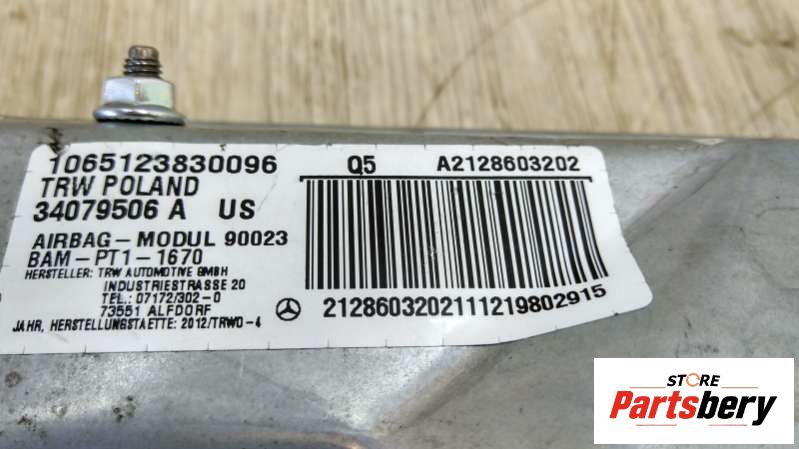 1065123830096
TRW POLAND
34079506 A US
AIRBAG-MODUL 90023
BAM-PT1-1670
HERSTELLER: TRW AUTOMOTIVE GMBH
INDUSTRIESTRASSE 20
TEL.: 07172/302-0
73551 ALFDORF
JAHR, HERSTELLUNGSTAETTE: 2012/TRWD-4
Q5 A2128603202
2128603202111219802915
STORE
Partsbery